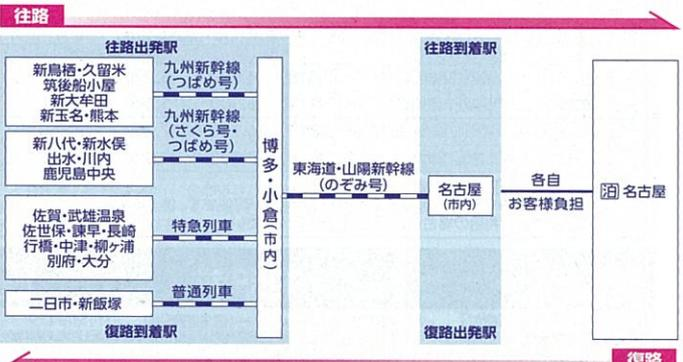 往路
往路出発駅
往路到着駅
新鳥栖・久留米
筑後船小屋
新大牟田
新玉名・熊本
九州新幹線
(つばめ号)
新八代・新水俣
出水・川内
鹿児島中央
九州新幹線
(さくら号・
つばめ号)
佐賀・武雄温泉
佐世保・諫早・長崎
行橋・中津・柳ヶ浦
別府・大分
特急列車
二日市・新飯塚
普通列車
博多・小倉(市内)
東海道・山陽新幹線
(のぞみ号)
名古屋
(市内)
各自
お客様負担
泊 名古屋
復路到着駅
復路出発駅
復路